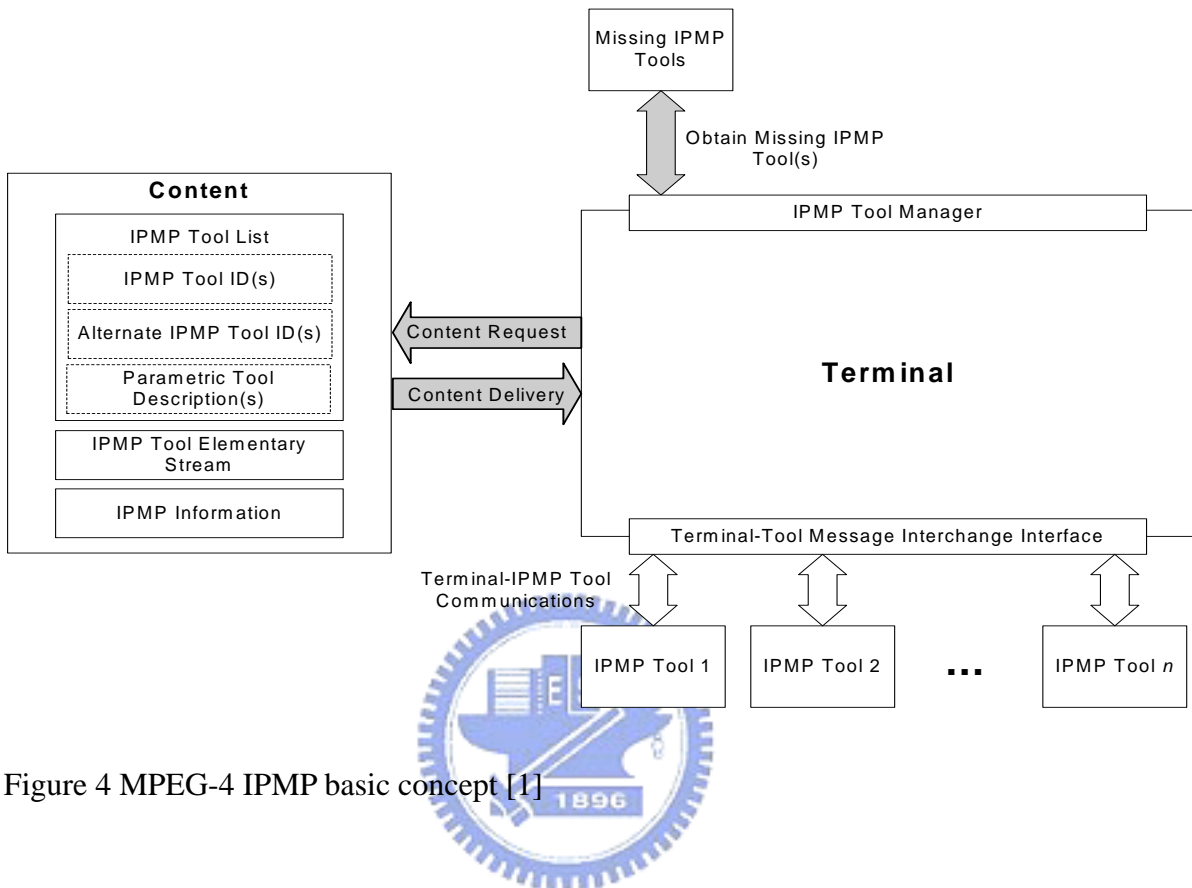 Missing IPMP
Tools
Obtain Missing IPMP
Tool(s)
Content
IPMP Tool List
IPMP Tool ID(s)
Alternate IPMP Tool ID(s)
Parametric Tool
Description(s)
IPMP Tool Elementary
Stream
IPMP Information
Content Request
Content Delivery
IPMP Tool Manager
Terminal
Terminal-Tool Message Interchange Interface
Terminal-IPMP Tool
Communications
IPMP Tool 1
IPMP Tool 2
...
IPMP Tool n
Figure 4 MPEG-4 IPMP basic concept [1]
1896